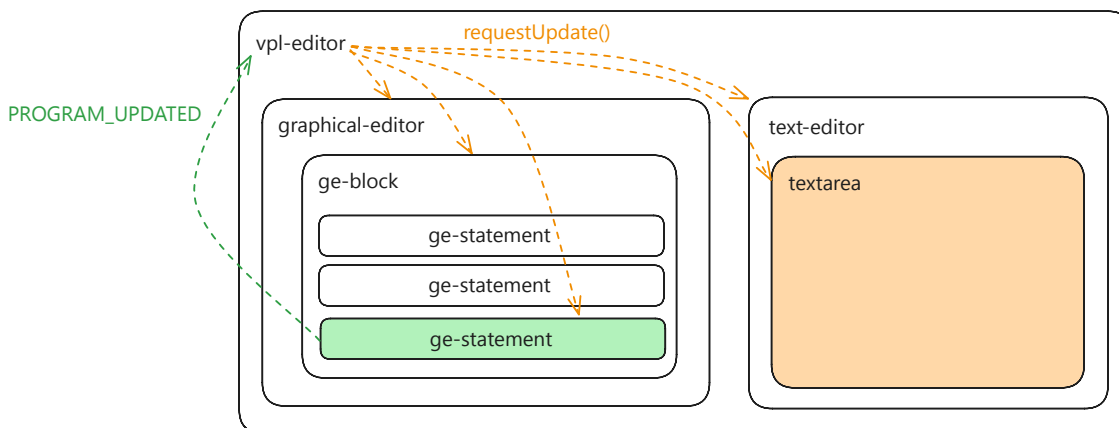 requestUpdate()
vpl-editor
PROGRAM_UPDATED
graphical-editor
text-editor
ge-block
textarea
ge-statement
ge-statement
ge-statement